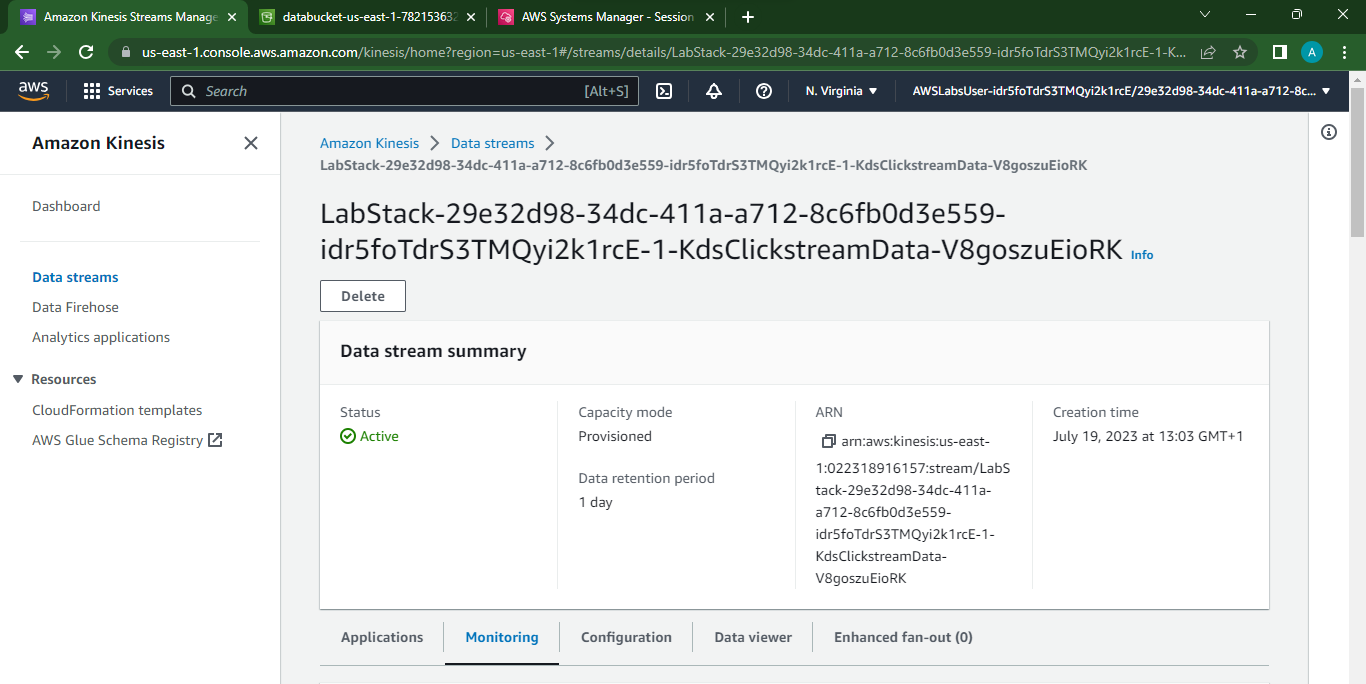 Amazon Kinesis Streams Manage
databucket-us-east-1-782153632
AWS Systems Manager - Session
us-east-1.console.aws.amazon.com/kinesis/home?region=us-east-1#/streams/details/LabStack-29e32d98-34dc-411a-a712-8c6fb0d3e559-idr5foTdrS3TMQyi2k1rcE-1-K...
A
aws
Services
Search
[Alt+S]
N. Virginia
AWSLabsUser-idr5foTdrS3TMQyi2k1rcE/29e32d98-34dc-411a-a712-8c...
Amazon Kinesis
Dashboard
Data streams
Data Firehose
Analytics applications
Resources
CloudFormation templates
AWS Glue Schema Registry
Amazon Kinesis
Data streams
LabStack-29e32d98-34dc-411a-a712-8c6fb0d3e559-idr5foTdrS3TMQyi2k1rcE-1-KdsClickstreamData-V8goszuEioRK
LabStack-29e32d98-34dc-411a-a712-8c6fb0d3e559-
idr5foTdrS3TMQyi2k1rcE-1-KdsClickstreamData-V8goszuEioRK Info
Delete
Data stream summary
Status
Active
Capacity mode
Provisioned
Data retention period
1 day
ARN
arn:aws:kinesis:us-east-
1:022318916157:stream/LabS
tack-29e32d98-34dc-411a-
a712-8c6fb0d3e559-
idr5foTdrS3TMQyi2k1rcE-1-
KdsClickstreamData-
V8goszuEioRK
Creation time
July 19, 2023 at 13:03 GMT+1
Applications
Monitoring
Configuration
Data viewer
Enhanced fan-out (0)